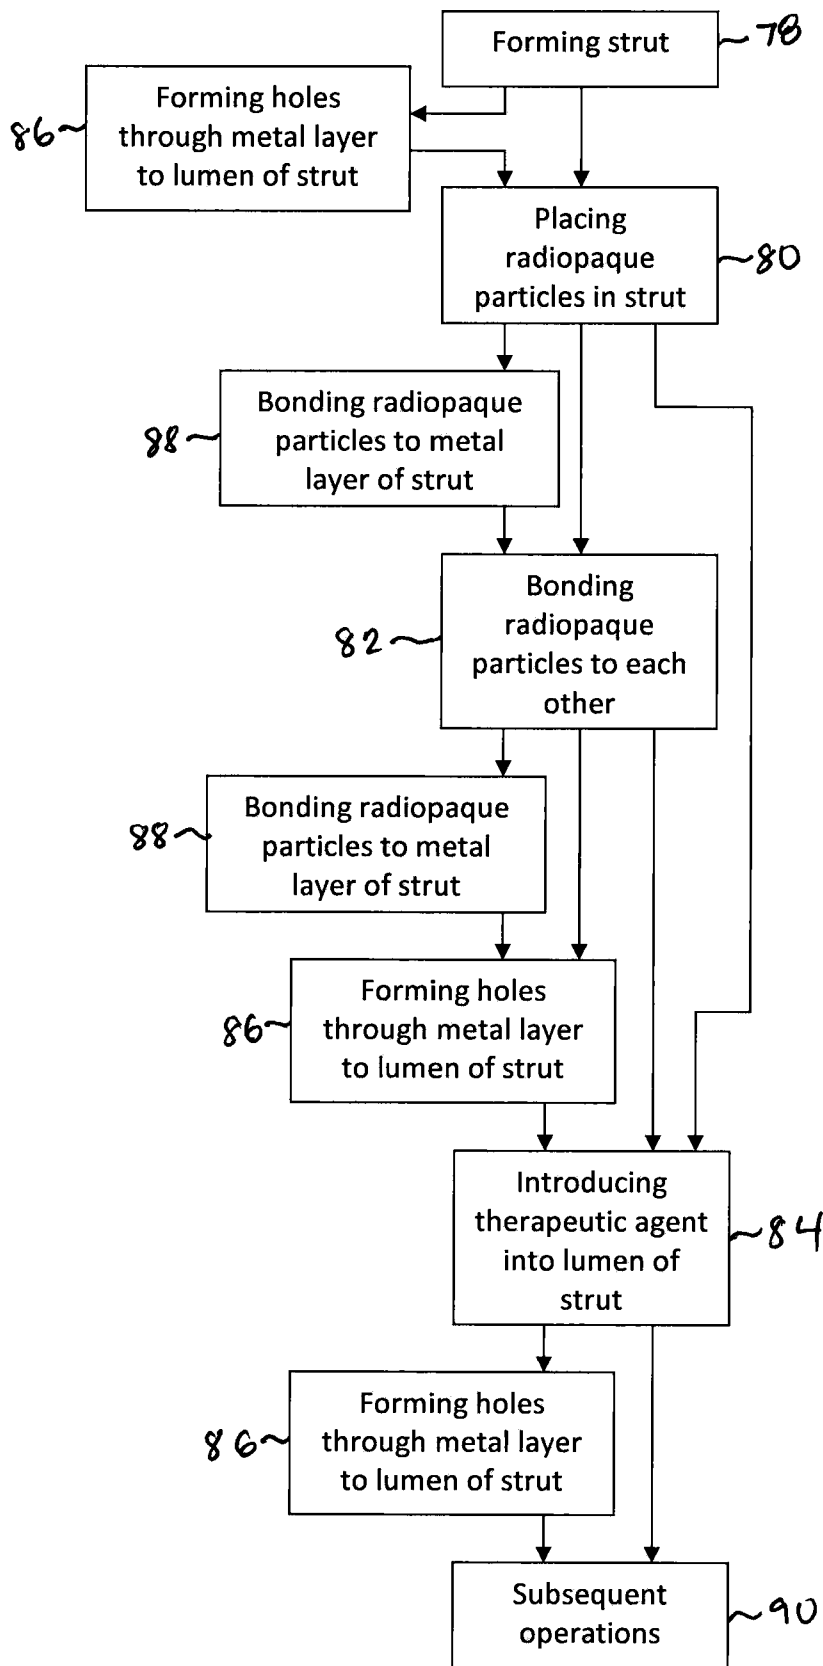 Forming strut
78
Forming holes
through metal layer
to lumen of strut
86
Placing
radiopaque
particles in strut
80
Bonding radiopaque
particles to metal
layer of strut
88
Bonding
radiopaque
particles to each
other
82
Bonding radiopaque
particles to metal
layer of strut
88
Forming holes
through metal layer
to lumen of strut
86
Introducing
therapeutic agent
into lumen of
strut
84
Forming holes
through metal layer
to lumen of strut
86
Subsequent
operations
90